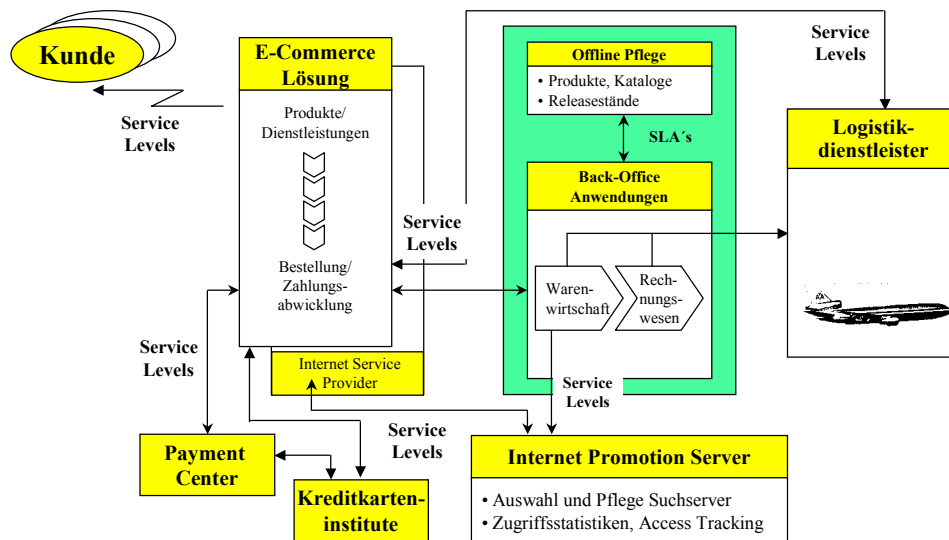 Kunde
Service
Levels
E-Commerce
Lösung
Produkte/
Dienstleistungen
Bestellung/
Zahlungs-
abwicklung
Internet Service
Provider
Service
Levels
Offline Pflege
• Produkte, Kataloge
• Releasestände
SLA´s
Back-Office
Anwendungen
Waren-
wirtschaft
Rech-
nungs-
wesen
Service
Levels
Service
Levels
Logistik-
dienstleister
Service
Levels
Payment
Center
Kreditkarten-
institute
Service
Levels
Internet Promotion Server
• Auswahl und Pflege Suchserver
• Zugriffsstatistiken, Access Tracking